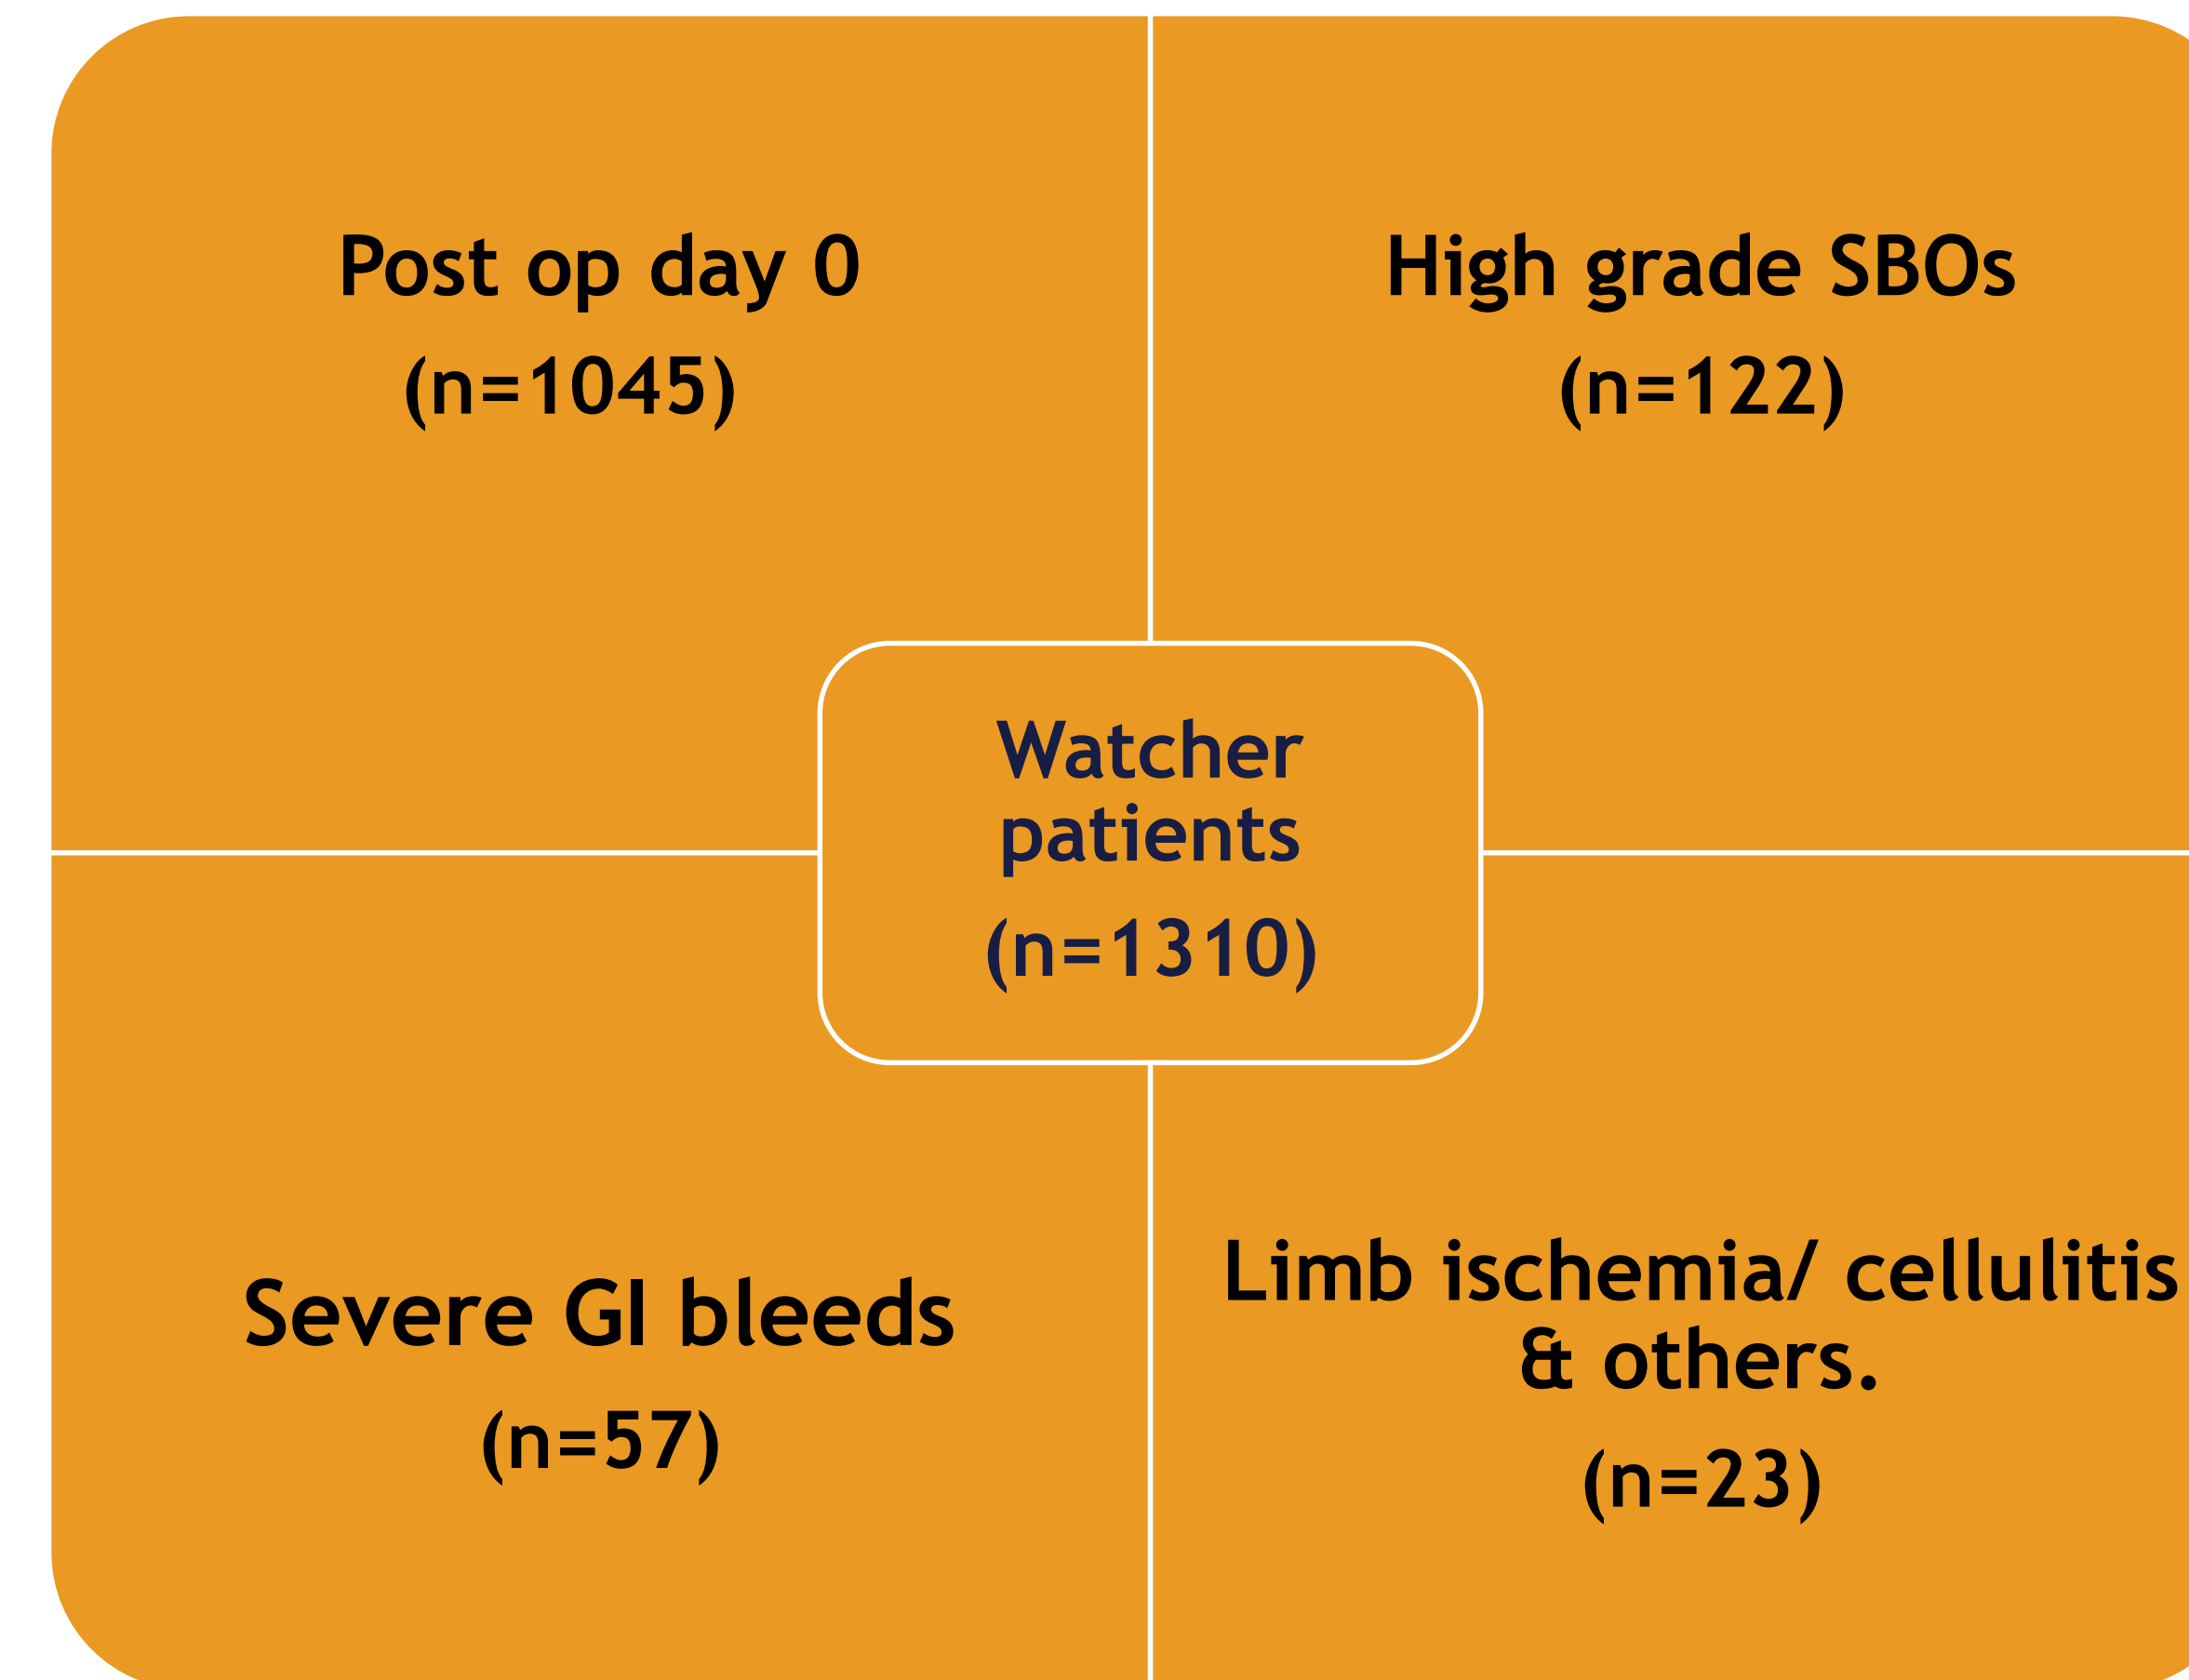 Post op day 0
(n=1045)
High grade SBOs
(n=122)
Watcher
patients
(n=1310)
Severe GI bleeds
(n=57)
Limb ischemia/ cellulitis
& others.
(n=23)